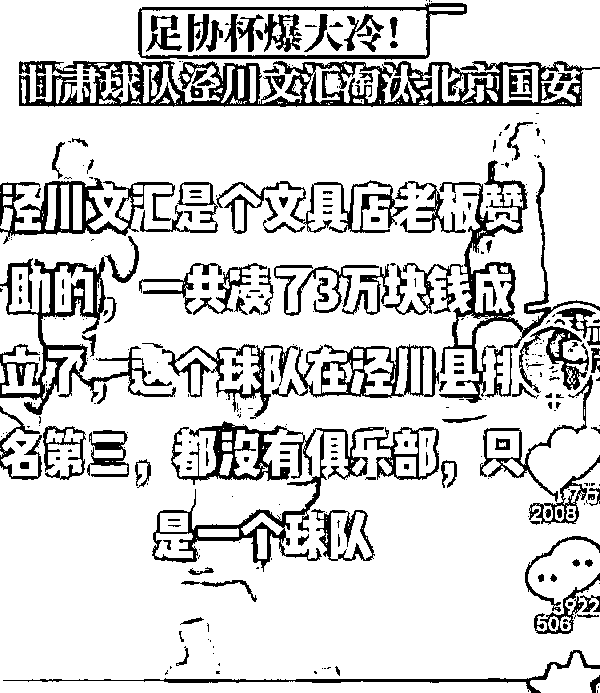 足协杯爆大冷！
甘肃球队泾川文汇淘汰北京国安
泾川文汇是个文具店老板赞
助的，一共凑了3万块钱成
立了，这个球队在泾川县排
名第三，都没有俱乐部，只
是一个球队
1.7万
2008
3922
506